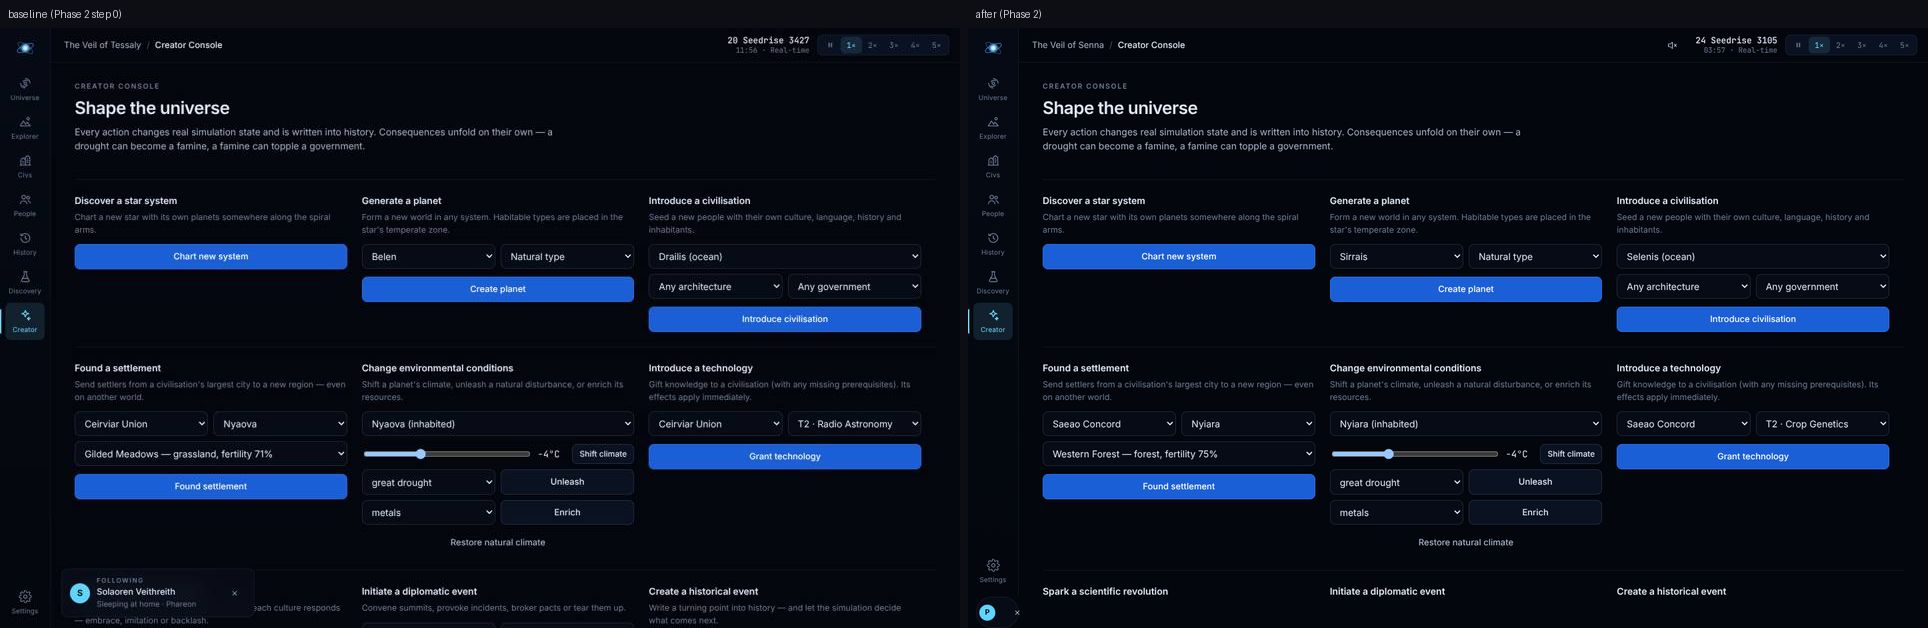 baseline (Phase 2 step 0)
The Veil of Tessaly / Creator Console
20 Seedrise 3427
11:56 · Real-time
1× 2× 3× 4× 5×
Universe
Explorer
Civs
People
History
Discovery
Creator
Settings
CREATOR CONSOLE
Shape the universe
Every action changes real simulation state and is written into history. Consequences unfold on their own — a
drought can become a famine, a famine can topple a government.
Discover a star system
Chart a new star with its own planets somewhere along the spiral
arms.
Chart new system
Generate a planet
Form a new world in any system. Habitable types are placed in the
star's temperate zone.
Belen
Natural type
Create planet
Introduce a civilisation
Seed a new people with their own culture, language, history and
inhabitants.
Drailis (ocean)
Any architecture
Any government
Introduce civilisation
Found a settlement
Send settlers from a civilisation's largest city to a new region — even
on another world.
Ceirviar Union
Nyaova
Gilded Meadows — grassland, fertility 71%
Found settlement
Change environmental conditions
Shift a planet's climate, unleash a natural disturbance, or enrich its
resources.
Nyaova (inhabited)
-4°C
Shift climate
great drought
Unleash
metals
Enrich
Restore natural climate
Introduce a technology
Gift knowledge to a civilisation (with any missing prerequisites). Its
effects apply immediately.
Ceirviar Union
T2 · Radio Astronomy
Grant technology
FOLLOWING
S
Solaoren Veithreith
Sleeping at home · Phareon
×
each culture responds
— embrace, imitation or backlash.
Initiate a diplomatic event
Convene summits, provoke incidents, broker pacts or tear them up.
Create a historical event
Write a turning point into history — and let the simulation decide
what comes next.
after (Phase 2)
The Veil of Senna / Creator Console
24 Seedrise 3105
03:57 · Real-time
1× 2× 3× 4× 5×
Universe
Explorer
Civs
People
History
Discovery
Creator
Settings
P
×
CREATOR CONSOLE
Shape the universe
Every action changes real simulation state and is written into history. Consequences unfold on their own — a
drought can become a famine, a famine can topple a government.
Discover a star system
Chart a new star with its own planets somewhere along the spiral
arms.
Chart new system
Generate a planet
Form a new world in any system. Habitable types are placed in the
star's temperate zone.
Sirrais
Natural type
Create planet
Introduce a civilisation
Seed a new people with their own culture, language, history and
inhabitants.
Selenis (ocean)
Any architecture
Any government
Introduce civilisation
Found a settlement
Send settlers from a civilisation's largest city to a new region — even
on another world.
Saeao Concord
Nyiara
Western Forest — forest, fertility 75%
Found settlement
Change environmental conditions
Shift a planet's climate, unleash a natural disturbance, or enrich its
resources.
Nyiara (inhabited)
-4°C
Shift climate
great drought
Unleash
metals
Enrich
Restore natural climate
Introduce a technology
Gift knowledge to a civilisation (with any missing prerequisites). Its
effects apply immediately.
Saeao Concord
T2 · Crop Genetics
Grant technology
Spark a scientific revolution
Initiate a diplomatic event
Create a historical event